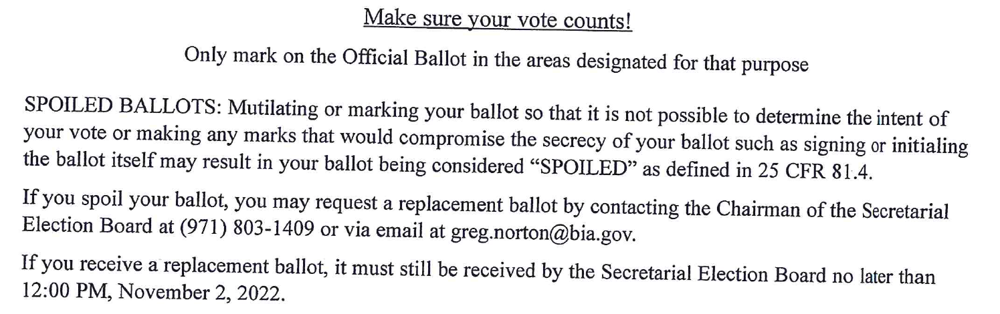 Make sure your vote counts!
Only mark on the Official Ballot in the areas designated for that purpose
SPOILED BALLOTS: Mutilating or marking your ballot so that it is not possible to determine the intent of
your vote or making any marks that would compromise the secrecy of your ballot such as signing or initialing
the ballot itself may result in your ballot being considered “SPOILED” as defined in 25 CFR 81.4.
If you spoil your ballot, you may request a replacement ballot by contacting the Chairman of the Secretarial
Election Board at (971) 803-1409 or via email at greg.norton@bia.gov.
If you receive a replacement ballot, it must still be received by the Secretarial Election Board no later than
12:00 PM, November 2, 2022.